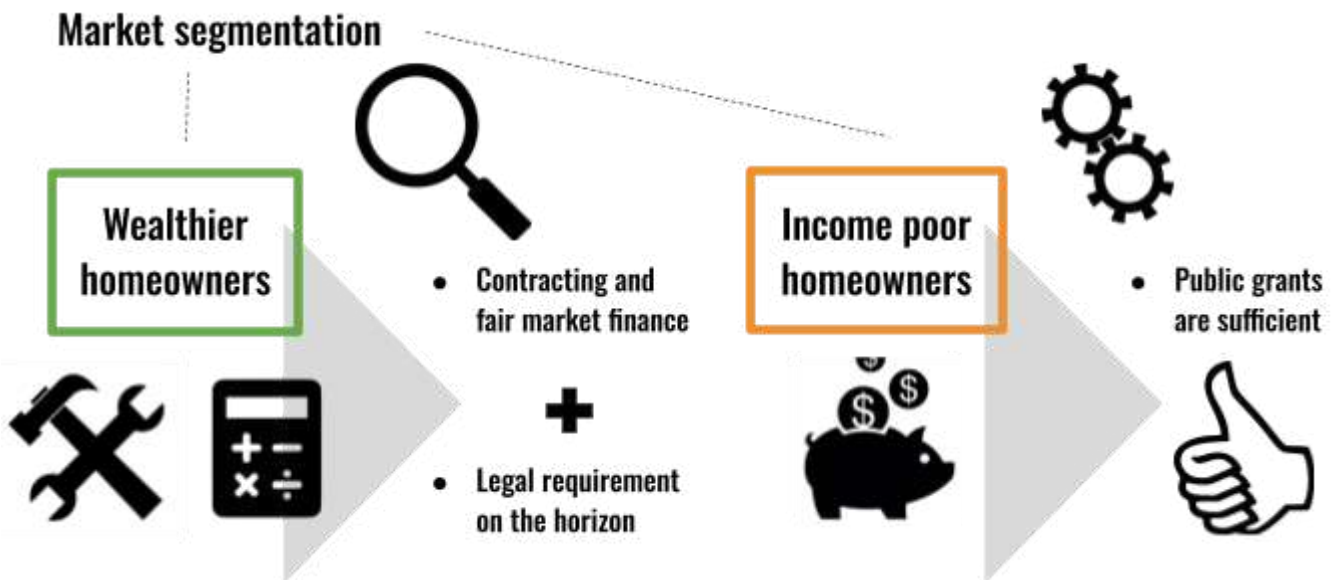 Market segmentation
Wealthier
homeowners
• Contracting and
fair market finance
• Legal requirement
on the horizon
Income poor
homeowners
$
$
$
• Public grants
are sufficient